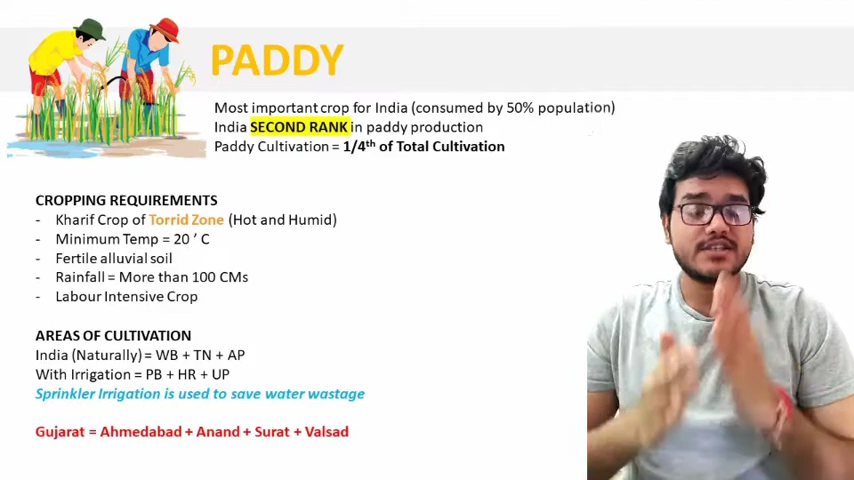 PADDY
Most important crop for India (consumed by 50% population)
India SECOND RANK in paddy production
Paddy Cultivation = 1/4th of Total Cultivation
CROPPING REQUIREMENTS
- Kharif Crop of Torrid Zone (Hot and Humid)
- Minimum Temp = 20 ' C
- Fertile alluvial soil
- Rainfall = More than 100 CMs
- Labour Intensive Crop
AREAS OF CULTIVATION
India (Naturally) = WB + TN + AP
With Irrigation = PB + HR + UP
Sprinkler Irrigation is used to save water wastage
Gujarat = Ahmedabad + Anand + Surat + Valsad